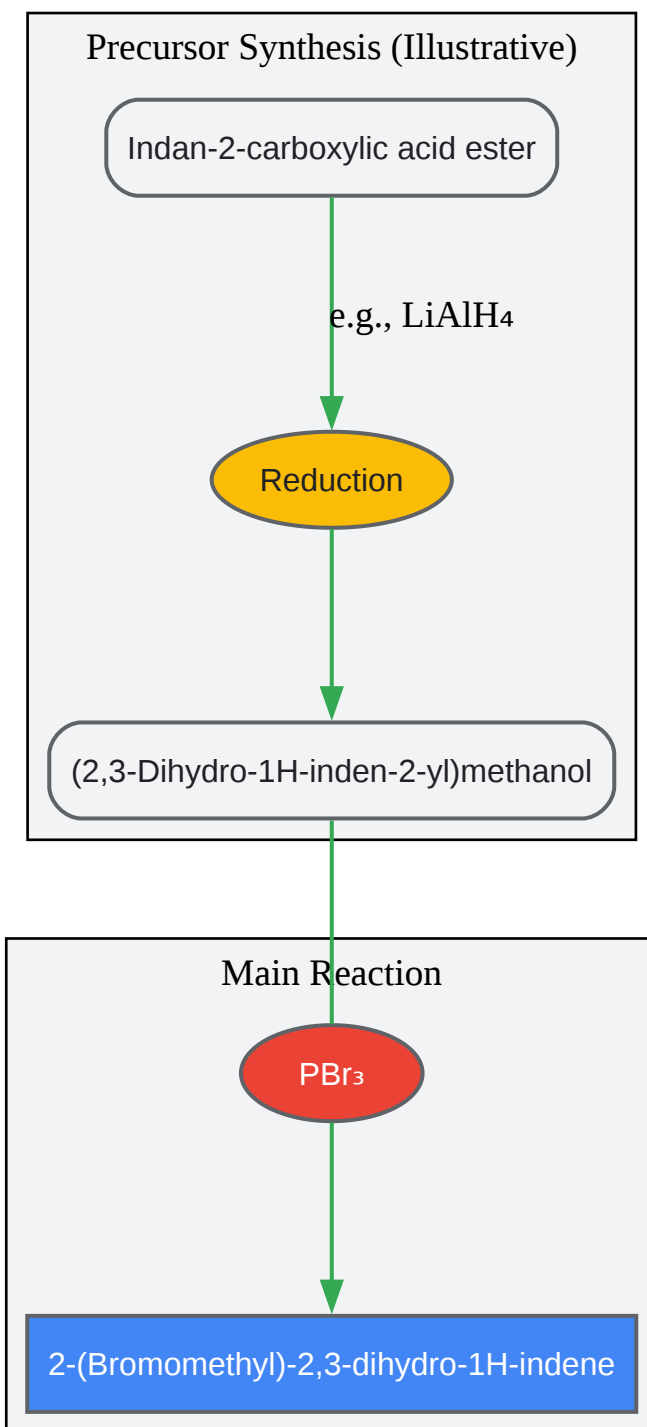 Precursor Synthesis (Illustrative)
Indan-2-carboxylic acid ester
e.g., LiAlH₄
Reduction
(2,3-Dihydro-1H-inden-2-yl)methanol
Main Reaction
PBr₃
2-(Bromomethyl)-2,3-dihydro-1H-indene